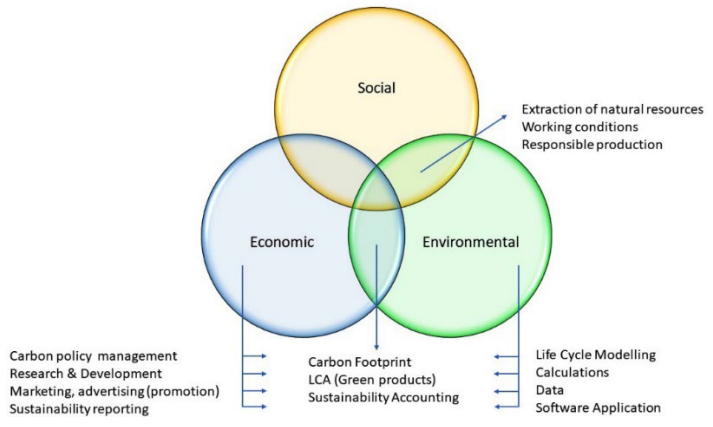 Social
Extraction of natural resources
Working conditions
Responsible production
Economic
Environmental
Carbon policy management
Research & Development
Marketing, advertising (promotion)
Sustainability reporting
Carbon Footprint
LCA (Green products)
Sustainability Accounting
Life Cycle Modelling
Calculations
Data
Software Application